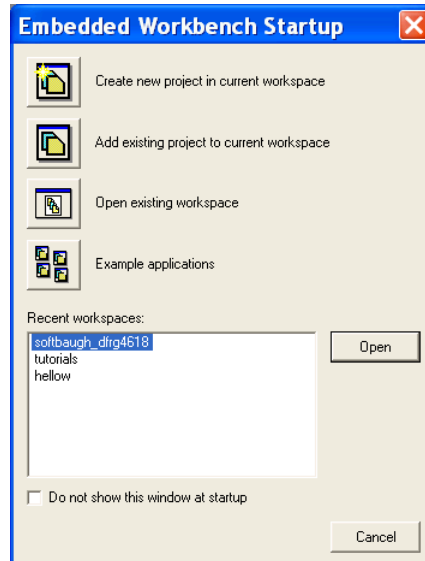 Embedded Workbench Startup
Create new project in current workspace
Add existing project to current workspace
Open existing workspace
Example applications
Recent workspaces:
softbaugh_dfrg4618
Open
tutorials
hellow
Do not show this window at startup
Cancel